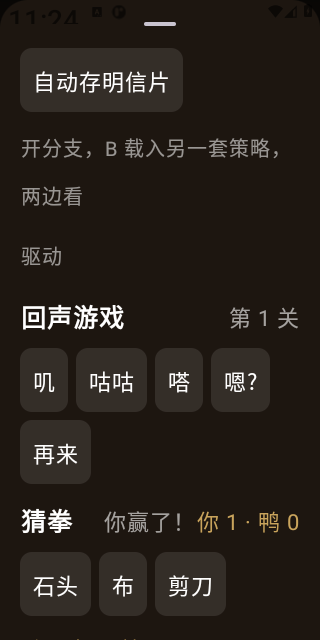 11:24
自动存明信片
开分支，B 载入另一套策略，
两边看
驱动
回声游戏 第 1 关
叽 咕咕 嗒 嗯?
再来
猜拳 你赢了！ 你 1 · 鸭 0
石头 布 剪刀